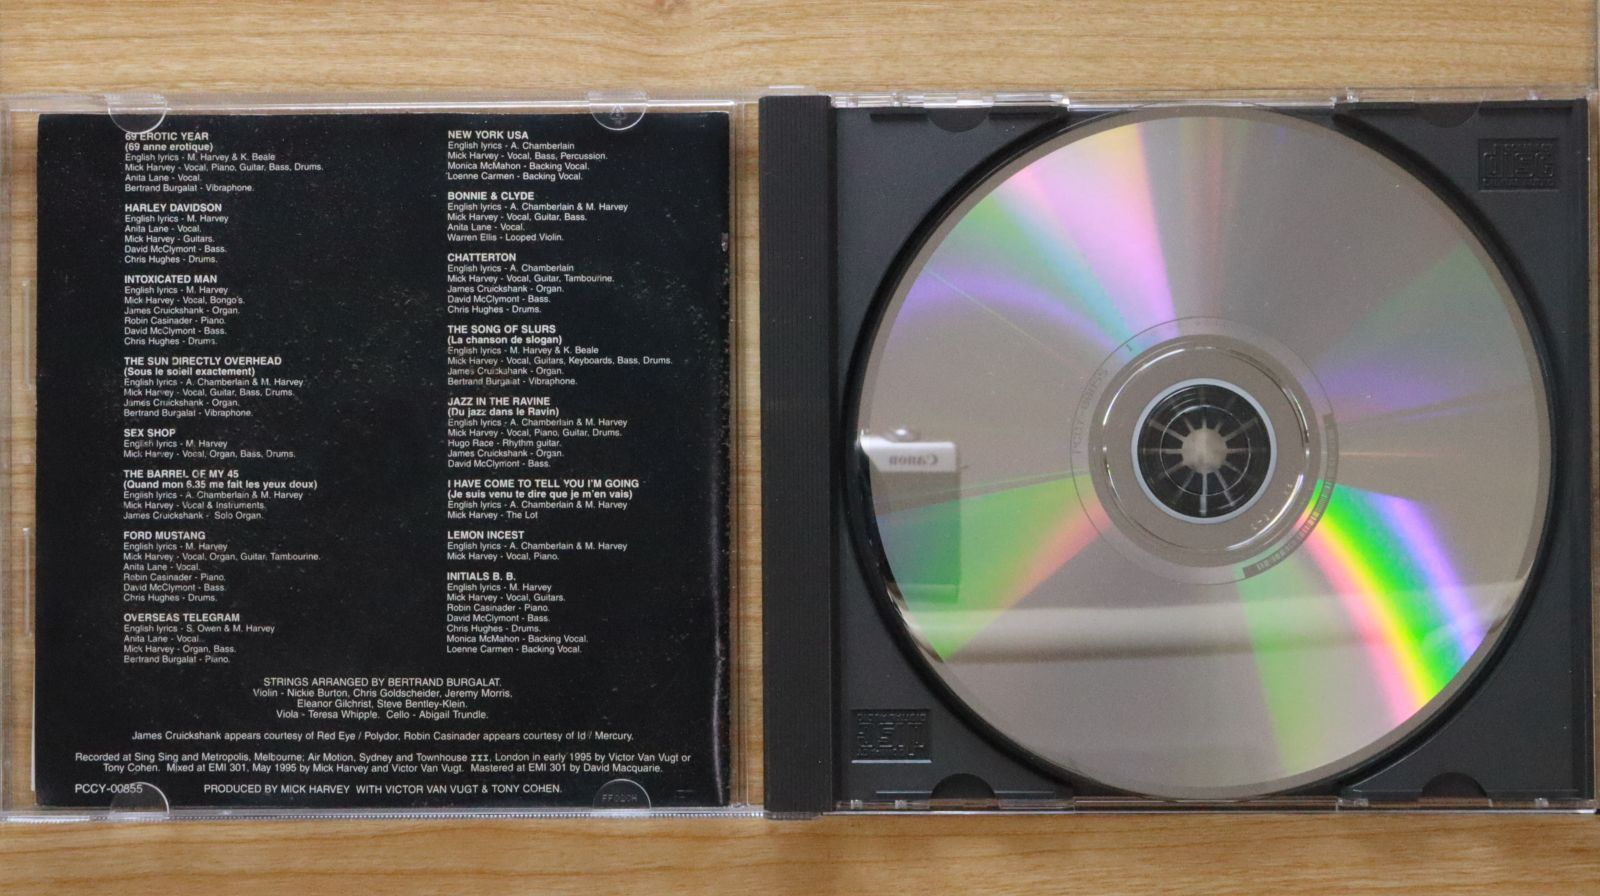 69 EROTIC YEAR
(69 anne erotique)
English lyrics - M. Harvey & K. Beale
Mick Harvey - Vocal, Piano, Guitar, Bass, Drums.
Anita Lane - Vocal.
Bertrand Burgalat - Vibraphone.
HARLEY DAVIDSON
English lyrics - M. Harvey
Anita Lane - Vocal.
Mick Harvey - Guitars.
David McClymont - Bass.
Chris Hughes - Drums.
INTOXICATED MAN
English lyrics - M. Harvey
Mick Harvey - Vocal, Bongo's.
James Cruickshank - Organ.
Robin Casinader - Piano.
David McClymont - Bass.
Chris Hughes - Drums.
THE SUN DIRECTLY OVERHEAD
(Sous le soleil exactement)
English lyrics - A. Chamberlain & M. Harvey
Mick Harvey - Vocal, Guitar, Bass, Drums.
James Cruickshank - Organ.
Bertrand Burgalat - Vibraphone.
SEX SHOP
English lyrics - M. Harvey
Mick Harvey - Vocal, Organ, Bass, Drums.
THE BARREL OF MY 45
(Quand mon 6.35 me fait les yeux doux)
English lyrics - A. Chamberlain & M. Harvey
Mick Harvey - Vocal & Instruments.
James Cruickshank - Solo Organ.
FORD MUSTANG
English lyrics - M. Harvey
Mick Harvey - Vocal, Organ, Guitar, Tambourine.
Anita Lane - Vocal.
Robin Casinader - Piano.
David McClymont - Bass.
Chris Hughes - Drums.
OVERSEAS TELEGRAM
English lyrics - S. Owen & M. Harvey
Anita Lane - Vocal.
Mick Harvey - Organ, Bass.
Bertrand Burgalat - Piano.
NEW YORK USA
English lyrics - A. Chamberlain
Mick Harvey - Vocal, Bass, Percussion.
Monica McMahon - Backing Vocal.
Loenne Carmen - Backing Vocal.
BONNIE & CLYDE
English lyrics - A. Chamberlain & M. Harvey
Mick Harvey - Vocal, Guitar, Bass.
Anita Lane - Vocal.
Warren Ellis - Looped Violin.
CHATTERTON
English lyrics - A. Chamberlain
Mick Harvey - Vocal, Guitar, Tambourine.
James Cruickshank - Organ.
David McClymont - Bass.
Chris Hughes - Drums.
THE SONG OF SLURS
(La chanson de slogan)
English lyrics - M. Harvey & K. Beale
Mick Harvey - Vocal, Guitars, Keyboards, Bass, Drums.
James Cruickshank - Organ.
Bertrand Burgalat - Vibraphone.
JAZZ IN THE RAVINE
(Du jazz dans le Ravin)
English lyrics - A. Chamberlain & M. Harvey
Mick Harvey - Vocal, Piano, Guitar, Drums.
Hugo Race - Rhythm guitar.
James Cruickshank - Organ.
David McClymont - Bass.
I HAVE COME TO TELL YOU I'M GOING
(Je suis venu te dire que je m'en vais)
English lyrics - A. Chamberlain & M. Harvey
Mick Harvey - The Lot
LEMON INCEST
English lyrics - A. Chamberlain & M. Harvey
Mick Harvey - Vocal, Piano.
INITIALS B. B.
English lyrics - M. Harvey
Mick Harvey - Vocal, Guitars.
Robin Casinader - Piano.
David McClymont - Bass.
Chris Hughes - Drums.
Monica McMahon - Backing Vocal.
Loenne Carmen - Backing Vocal.
STRINGS ARRANGED BY BERTRAND BURGALAT.
Violin - Nickie Burton, Chris Goldscheider, Jeremy Morris,
Eleanor Gilchrist, Steve Bentley-Klein.
Viola - Teresa Whipple. Cello - Abigail Trundle.
James Cruickshank appears courtesy of Red Eye / Polydor, Robin Casinader appears courtesy of Id / Mercury.
Recorded at Sing Sing and Metropolis, Melbourne; Air Motion, Sydney and Townhouse III, London in early 1995 by Victor Van Vugt or
Tony Cohen. Mixed at EMI 301, May 1995 by Mick Harvey and Victor Van Vugt. Mastered at EMI 301 by David Macquarie.
PCCY-00855 PRODUCED BY MICK HARVEY WITH VICTOR VAN VUGT & TONY COHEN.
disc
Canon